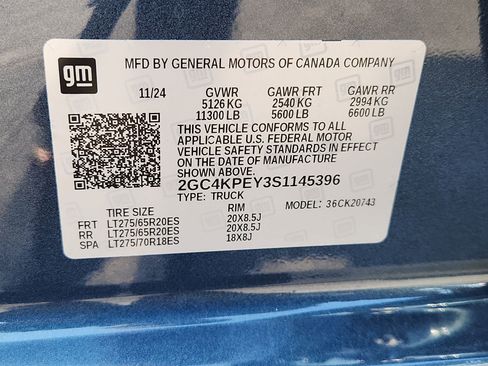 gm
MFD BY GENERAL MOTORS OF CANADA COMPANY
11/24 GVWR GAWR FRT GAWR RR
5126 KG 2540 KG 2994 KG
11300 LB 5600 LB 6600 LB
THIS VEHICLE CONFORMS TO ALL
APPLICABLE U.S. FEDERAL MOTOR
VEHICLE SAFETY STANDARDS IN EFFECT
ON THE DATE OF MANUFACTURE
SHOWN ABOVE.
2GC4KPEY3S1145396
TYPE: TRUCK MODEL: 36CK20743
TIRE SIZE RIM
FRT LT275/65R20ES 20X8.5J
RR LT275/65R20ES 20X8.5J
SPA LT275/70R18ES 18X8J